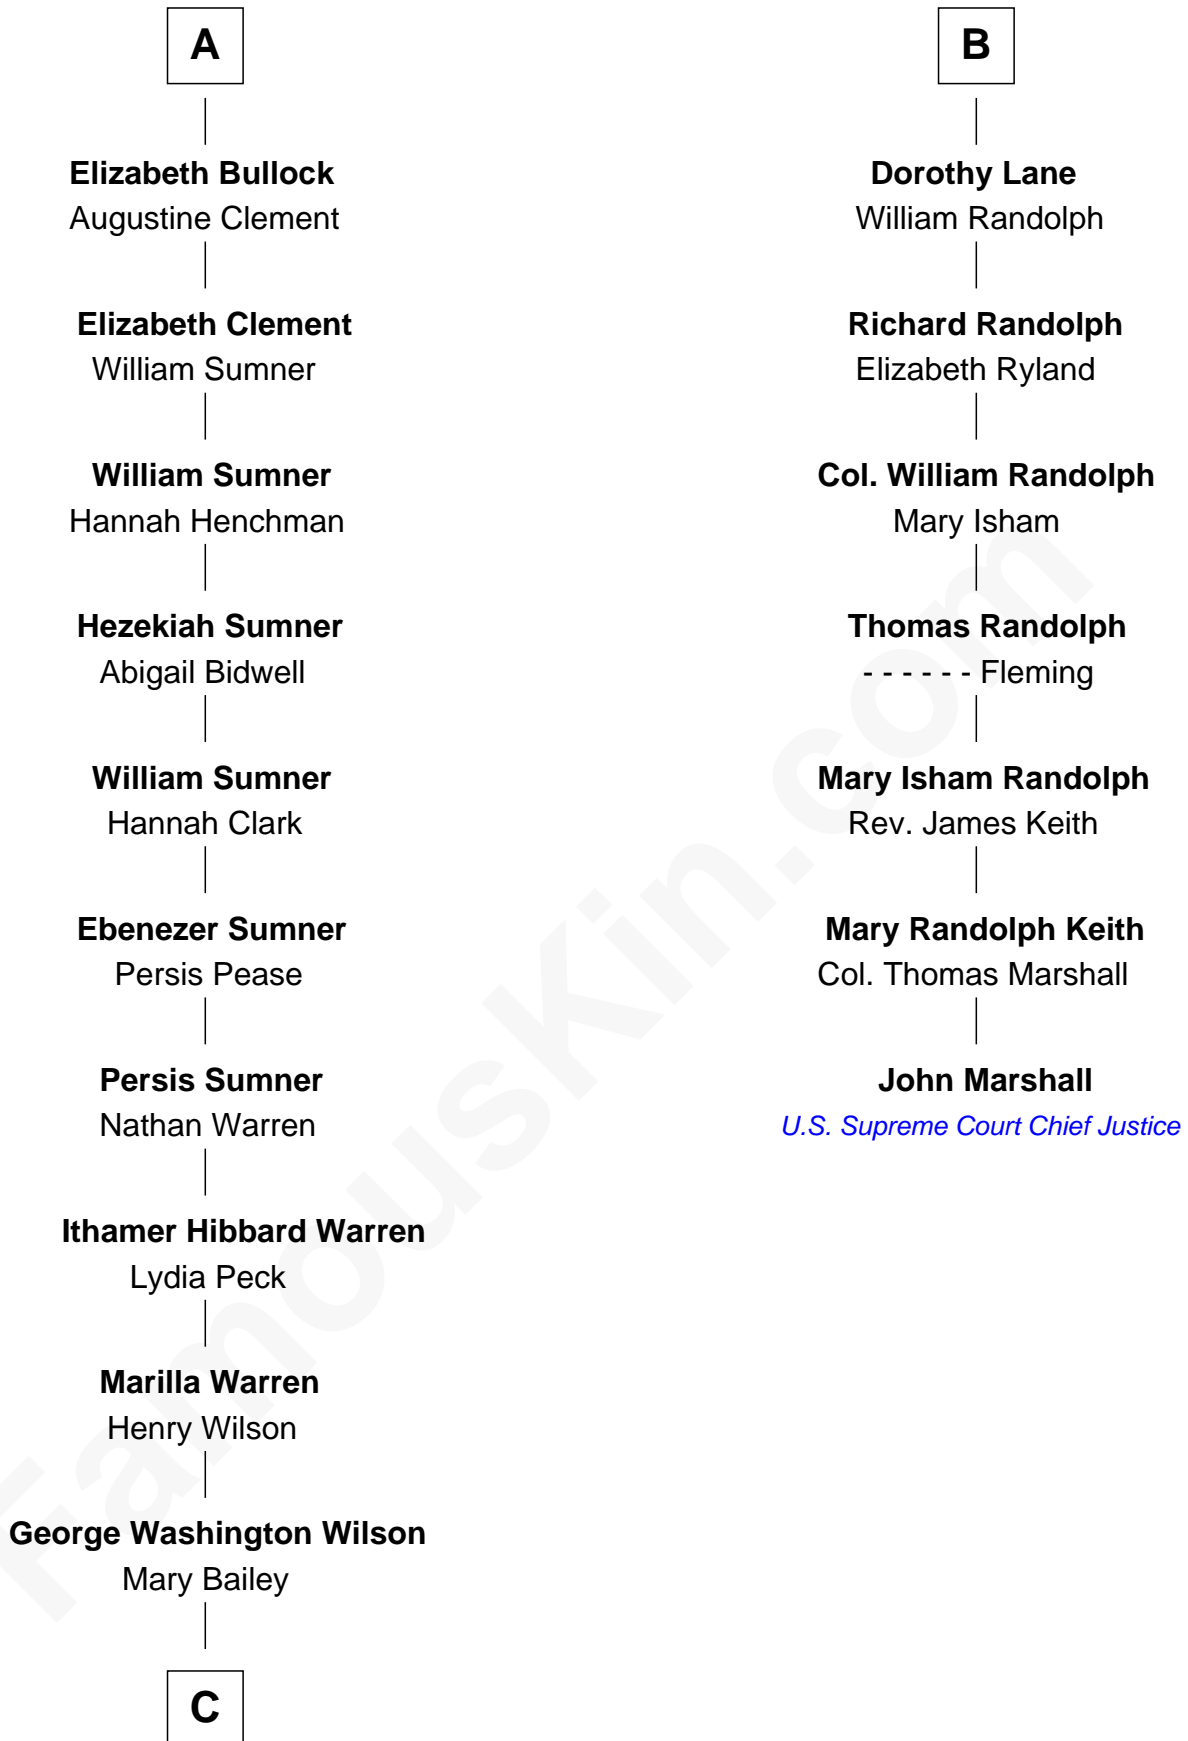 A
Elizabeth Bullock
Augustine Clement
Elizabeth Clement
William Sumner
William Sumner
Hannah Henchman
Hezekiah Sumner
Abigail Bidwell
William Sumner
Hannah Clark
Ebenezer Sumner
Persis Pease
Persis Sumner
Nathan Warren
Ithamer Hibbard Warren
Lydia Peck
Marilla Warren
Henry Wilson
George Washington Wilson
Mary Bailey
C
B
Dorothy Lane
William Randolph
Richard Randolph
Elizabeth Ryland
Col. William Randolph
Mary Isham
Thomas Randolph
- - - - - - Fleming
Mary Isham Randolph
Rev. James Keith
Mary Randolph Keith
Col. Thomas Marshall
John Marshall
U.S. Supreme Court Chief Justice
FamousKin.com